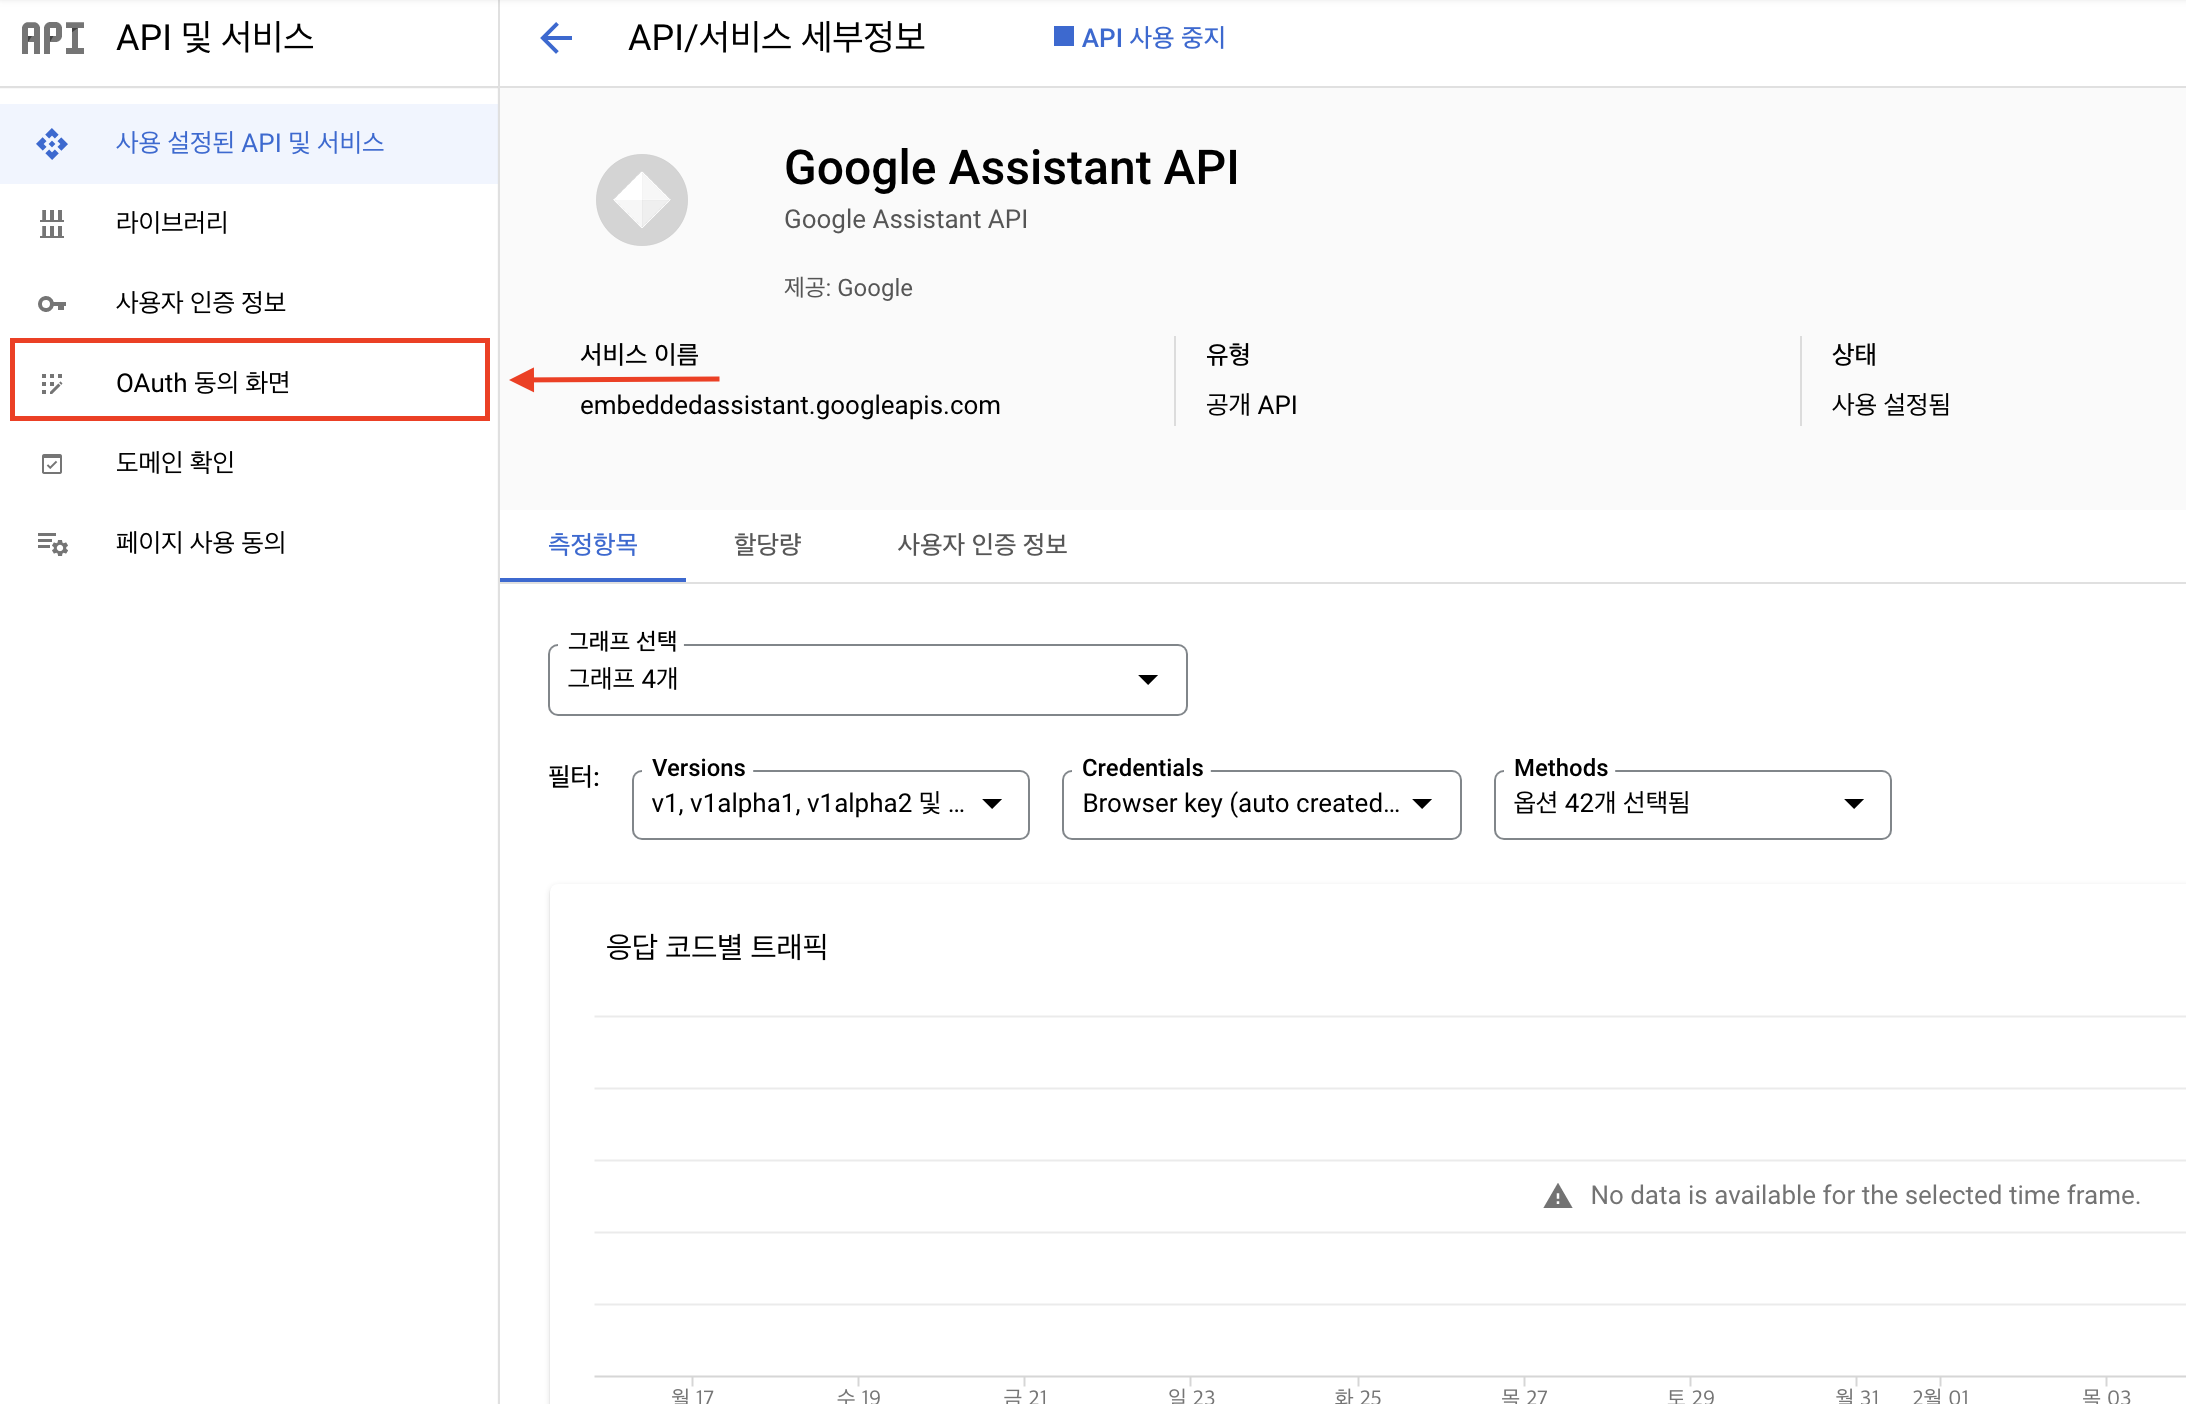 API API 및 서비스
사용 설정된 API 및 서비스
라이브러리
사용자 인증 정보
OAuth 동의 화면
도메인 확인
페이지 사용 동의
API/서비스 세부정보
API 사용 중지
Google Assistant API
Google Assistant API
제공: Google
서비스 이름
embeddedassistant.googleapis.com
유형
공개 API
상태
사용 설정됨
측정항목 할당량 사용자 인증 정보
그래프 선택
그래프 4개
필터:
Versions
v1, v1alpha1, v1alpha2 및 ...
Credentials
Browser key (auto created...
Methods
옵션 42개 선택됨
응답 코드별 트래픽
No data is available for the selected time frame.
월 17 수 19 금 21 일 23 화 25 목 27 토 29 월 31 2월 01 목 03